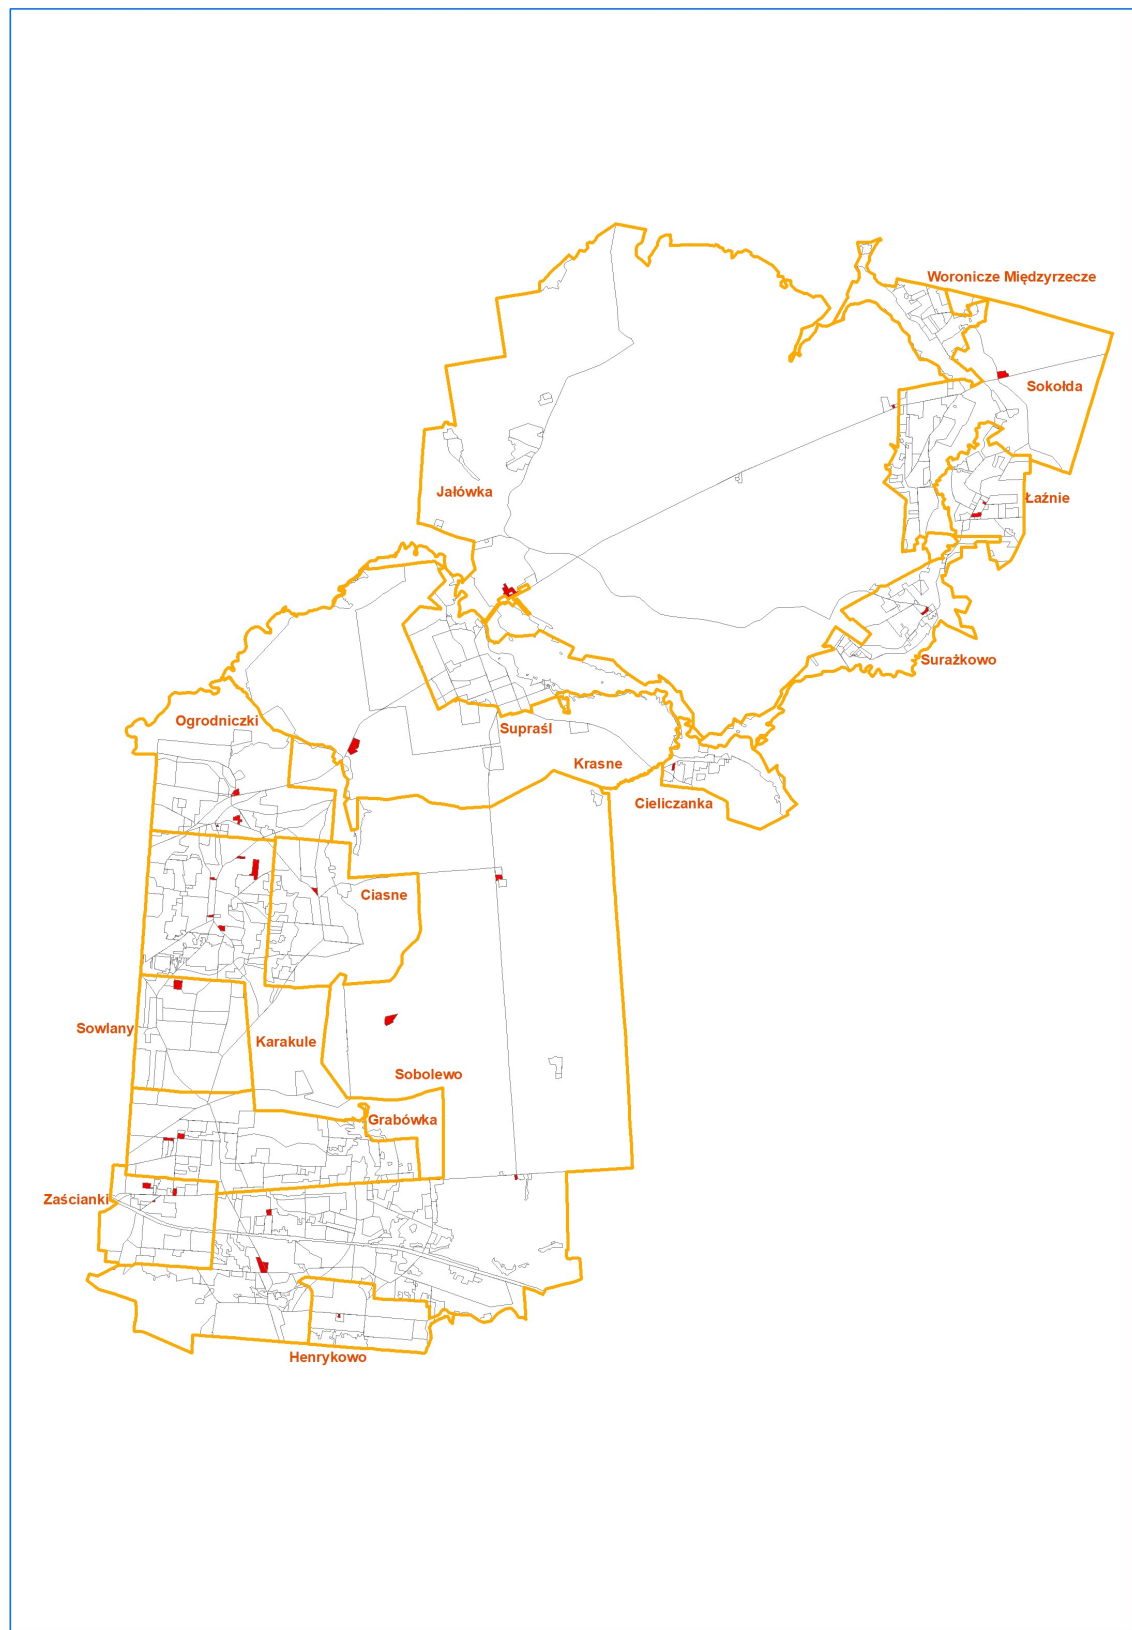 Woronicze Międzyrzecze
Sokołda
Jałówka
Łaźnie
Surażkowo
Ogrodniczki
Supraśl
Krasne
Cieliczanka
Ciasne
Sowlany
Karakule
Sobolewo
Grabówka
Zaścianki
Henrykowo